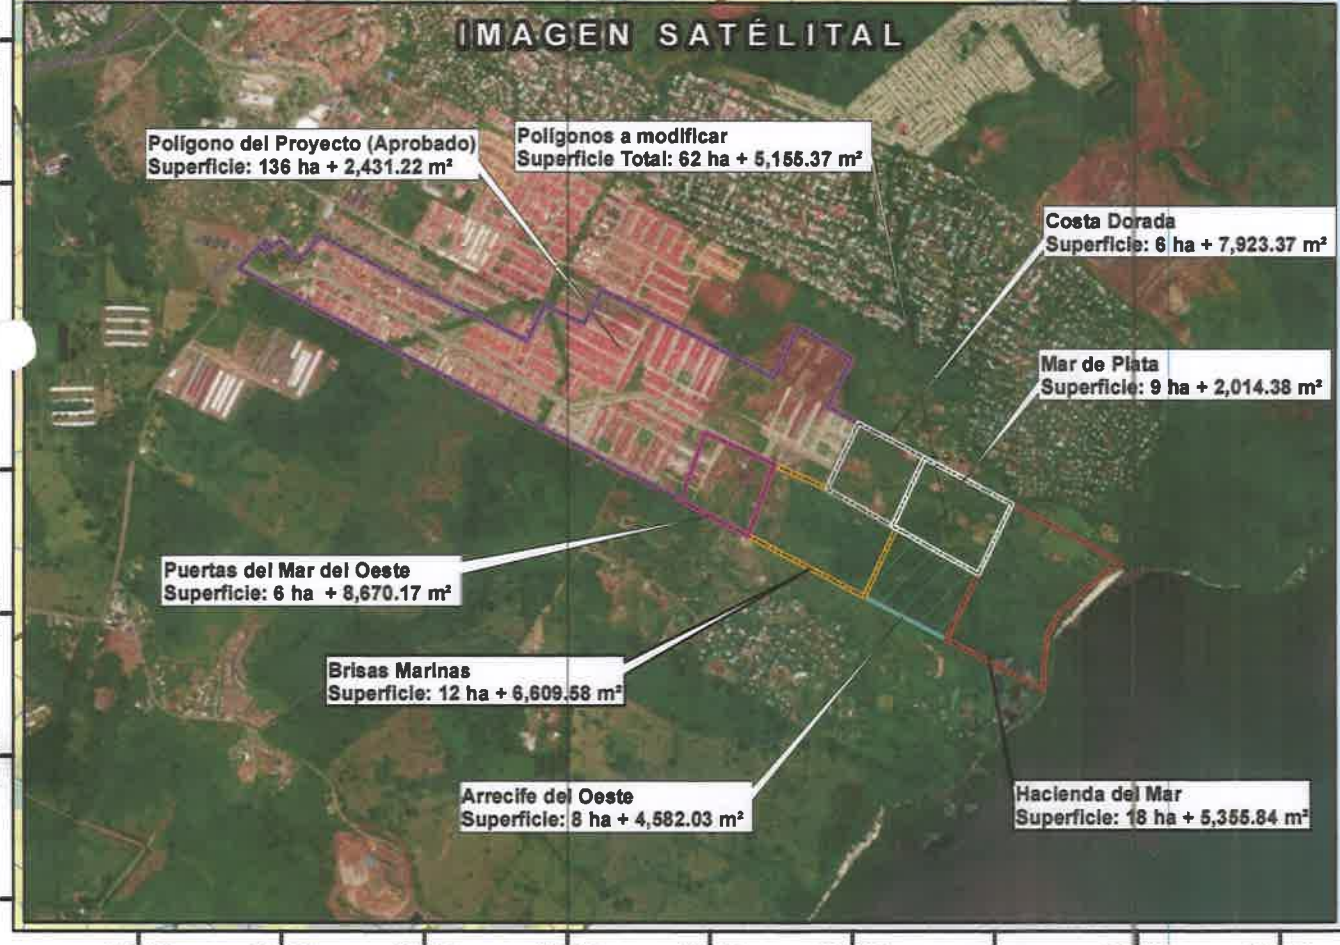 IMAGEN SATÉLITAL
Polígono del Proyecto (Aprobado)
Superficie: 136 ha + 2,431.22 m²
Polígonos a modificar
Superficie Total: 62 ha + 5,155.37 m²
Costa Dorada
Superficie: 6 ha + 7,923.37 m²
Mar de Plata
Superficie: 9 ha + 2,014.38 m²
Puertas del Mar del Oeste
Superficie: 6 ha + 8,670.17 m²
Brisas Marinas
Superficie: 12 ha + 6,609.58 m²
Arrecife del Oeste
Superficie: 8 ha + 4,582.03 m²
Hacienda del Mar
Superficie: 18 ha + 5,355.84 m²